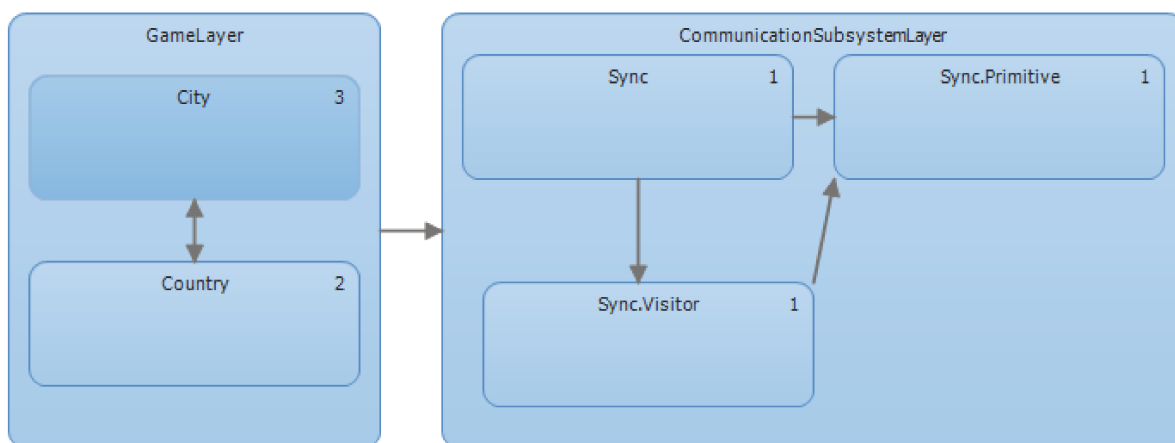 GameLayer
City 3
Country 2
CommunicationSubsystemLayer
Sync 1
Sync.Primitive 1
Sync.Visitor 1